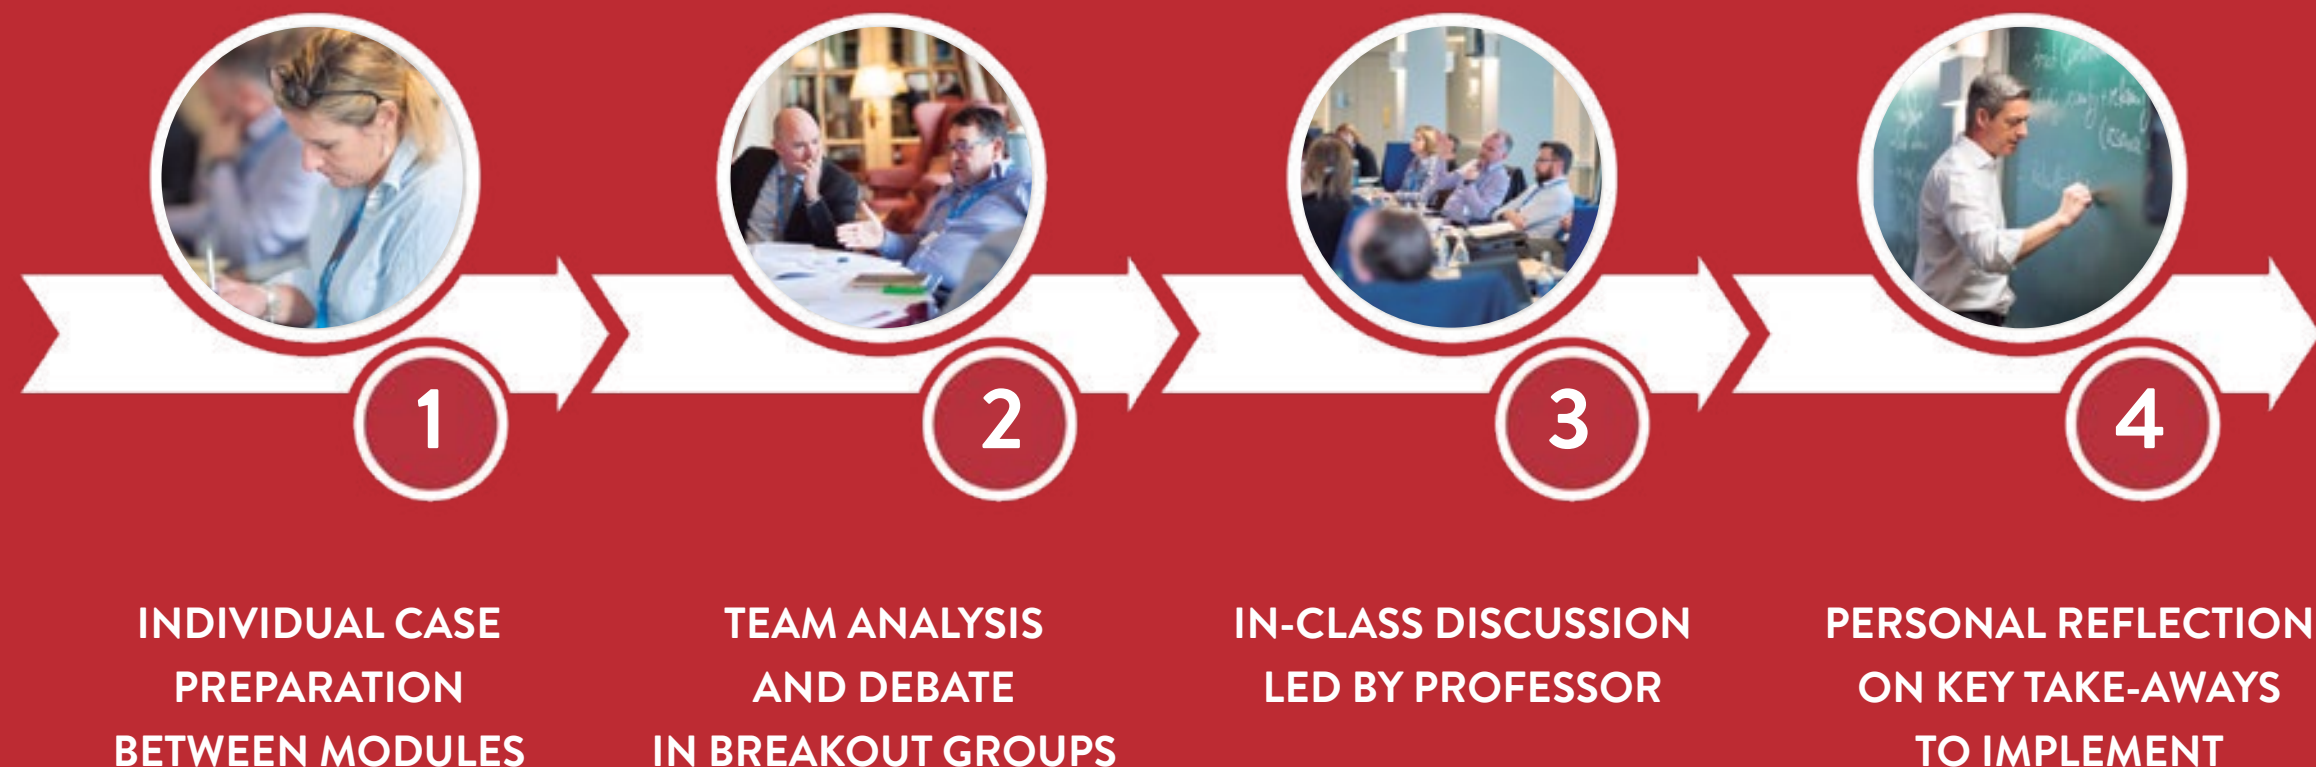 1
2
3
4
INDIVIDUAL CASE
PREPARATION
BETWEEN MODULES
TEAM ANALYSIS
AND DEBATE
IN BREAKOUT GROUPS
IN-CLASS DISCUSSION
LED BY PROFESSOR
PERSONAL REFLECTION
ON KEY TAKE-AWAYS
TO IMPLEMENT